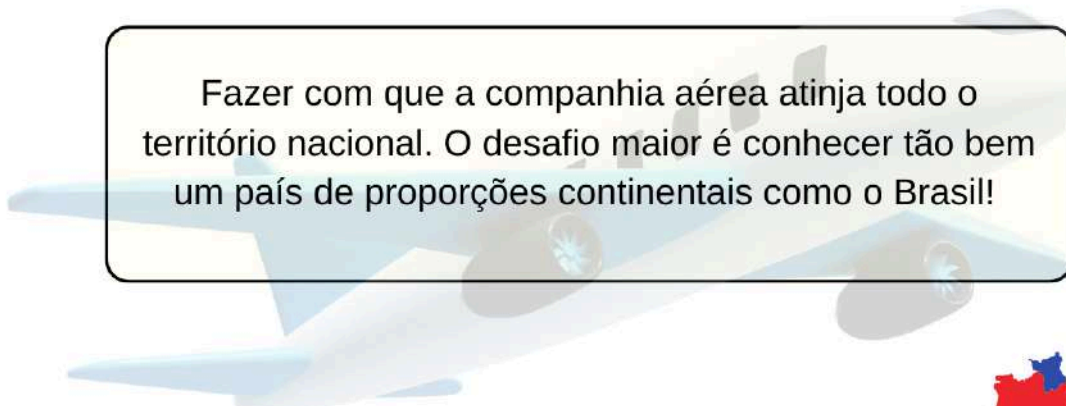 Fazer com que a companhia aérea atinja todo o
território nacional. O desafio maior é conhecer tão bem
um país de proporções continentais como o Brasil!